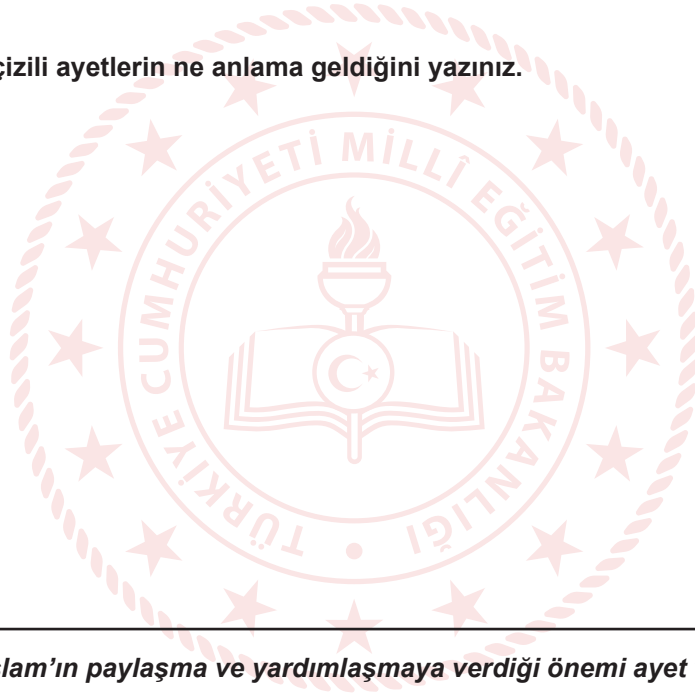 çizili ayetlerin ne anlama geldiğini yazınız.
TÜRKİYE CUMHURİYETİ MİLLÎ EĞİTİM BAKANLIĞI
slam’ın paylaşma ve yardımlaşmaya verdiği önemi ayet